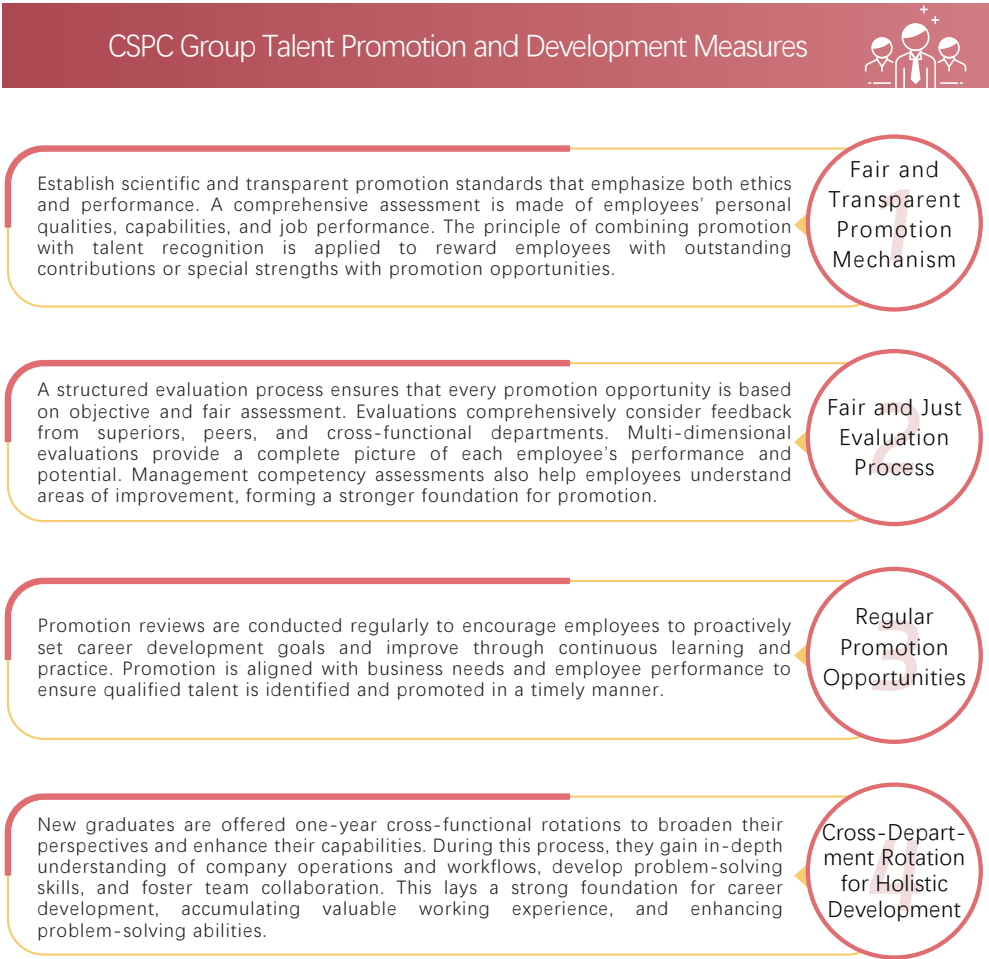 CSPC Group Talent Promotion and Development Measures
Establish scientific and transparent promotion standards that emphasize both ethics
and performance. A comprehensive assessment is made of employees' personal
qualities, capabilities, and job performance. The principle of combining promotion
with talent recognition is applied to reward employees with outstanding
contributions or special strengths with promotion opportunities.
1
Fair and
Transparent
Promotion
Mechanism
A structured evaluation process ensures that every promotion opportunity is based
on objective and fair assessment. Evaluations comprehensively consider feedback
from superiors, peers, and cross-functional departments. Multi-dimensional
evaluations provide a complete picture of each employee's performance and
potential. Management competency assessments also help employees understand
areas of improvement, forming a stronger foundation for promotion.
2
Fair and Just
Evaluation
Process
Promotion reviews are conducted regularly to encourage employees to proactively
set career development goals and improve through continuous learning and
practice. Promotion is aligned with business needs and employee performance to
ensure qualified talent is identified and promoted in a timely manner.
3
Regular
Promotion
Opportunities
New graduates are offered one-year cross-functional rotations to broaden their
perspectives and enhance their capabilities. During this process, they gain in-depth
understanding of company operations and workflows, develop problem-solving
skills, and foster team collaboration. This lays a strong foundation for career
development, accumulating valuable working experience, and enhancing
problem-solving abilities.
4
Cross-Depart-
ment Rotation
for Holistic
Development